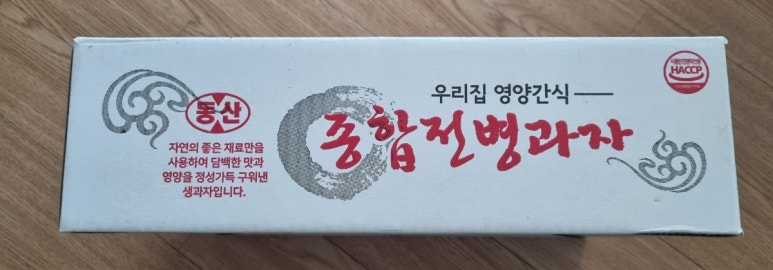 동산
자연의 좋은 재료만을
사용하여 담백한 맛과
영양을 정성가득 구워낸
생과자입니다.
우리집 영양간식
종합전병과자
HACCP